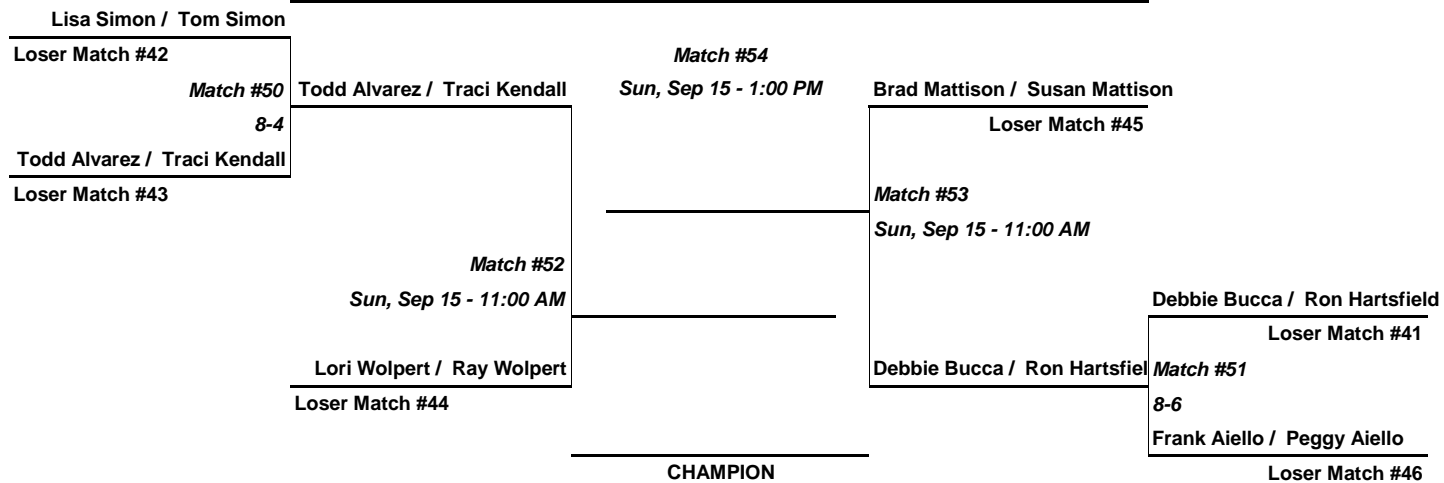 Lisa Simon / Tom Simon
Loser Match #42
Match #54
Match #50
Todd Alvarez / Traci Kendall
Sun, Sep 15 - 1:00 PM
Brad Mattison / Susan Mattison
8-4
Loser Match #45
Todd Alvarez / Traci Kendall
Loser Match #43
Match #53
Sun, Sep 15 - 11:00 AM
Match #52
Sun, Sep 15 - 11:00 AM
Debbie Bucca / Ron Hartsfield
Loser Match #41
Lori Wolpert / Ray Wolpert
Debbie Bucca / Ron Hartsfiel
Match #51
Loser Match #44
8-6
Frank Aiello / Peggy Aiello
CHAMPION
Loser Match #46